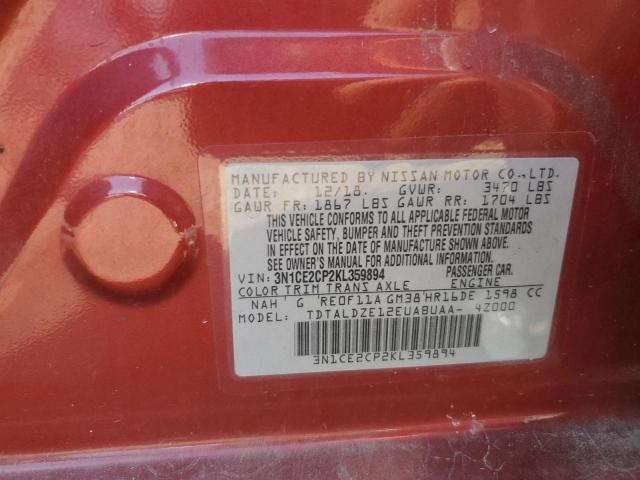 MANUFACTURED BY NISSAN MOTOR CO.,LTD.
DATE: 12/18. GVWR: 3470 LBS
GAWR FR: 1867 LBS GAWR RR: 1704 LBS
THIS VEHICLE CONFORMS TO ALL APPLICABLE FEDERAL MOTOR
VEHICLE SAFETY, BUMPER AND THEFT PREVENTION STANDARDS
IN EFFECT ON THE DATE OF MANUFACTURE SHOWN ABOVE.
SEE OWNER'S MANUAL FOR ADDITIONAL INFORMATION.
VIN: 3N1CE2CP2KL359894 PASSENGER CAR.
COLOR TRIM TRANS AXLE ENGINE
NAH G RE0F11A GM38 HR16DE 1598 CC
MODEL: TDTALDZE12EUABUAA- 4Z000
3N1CE2CP2KL359894